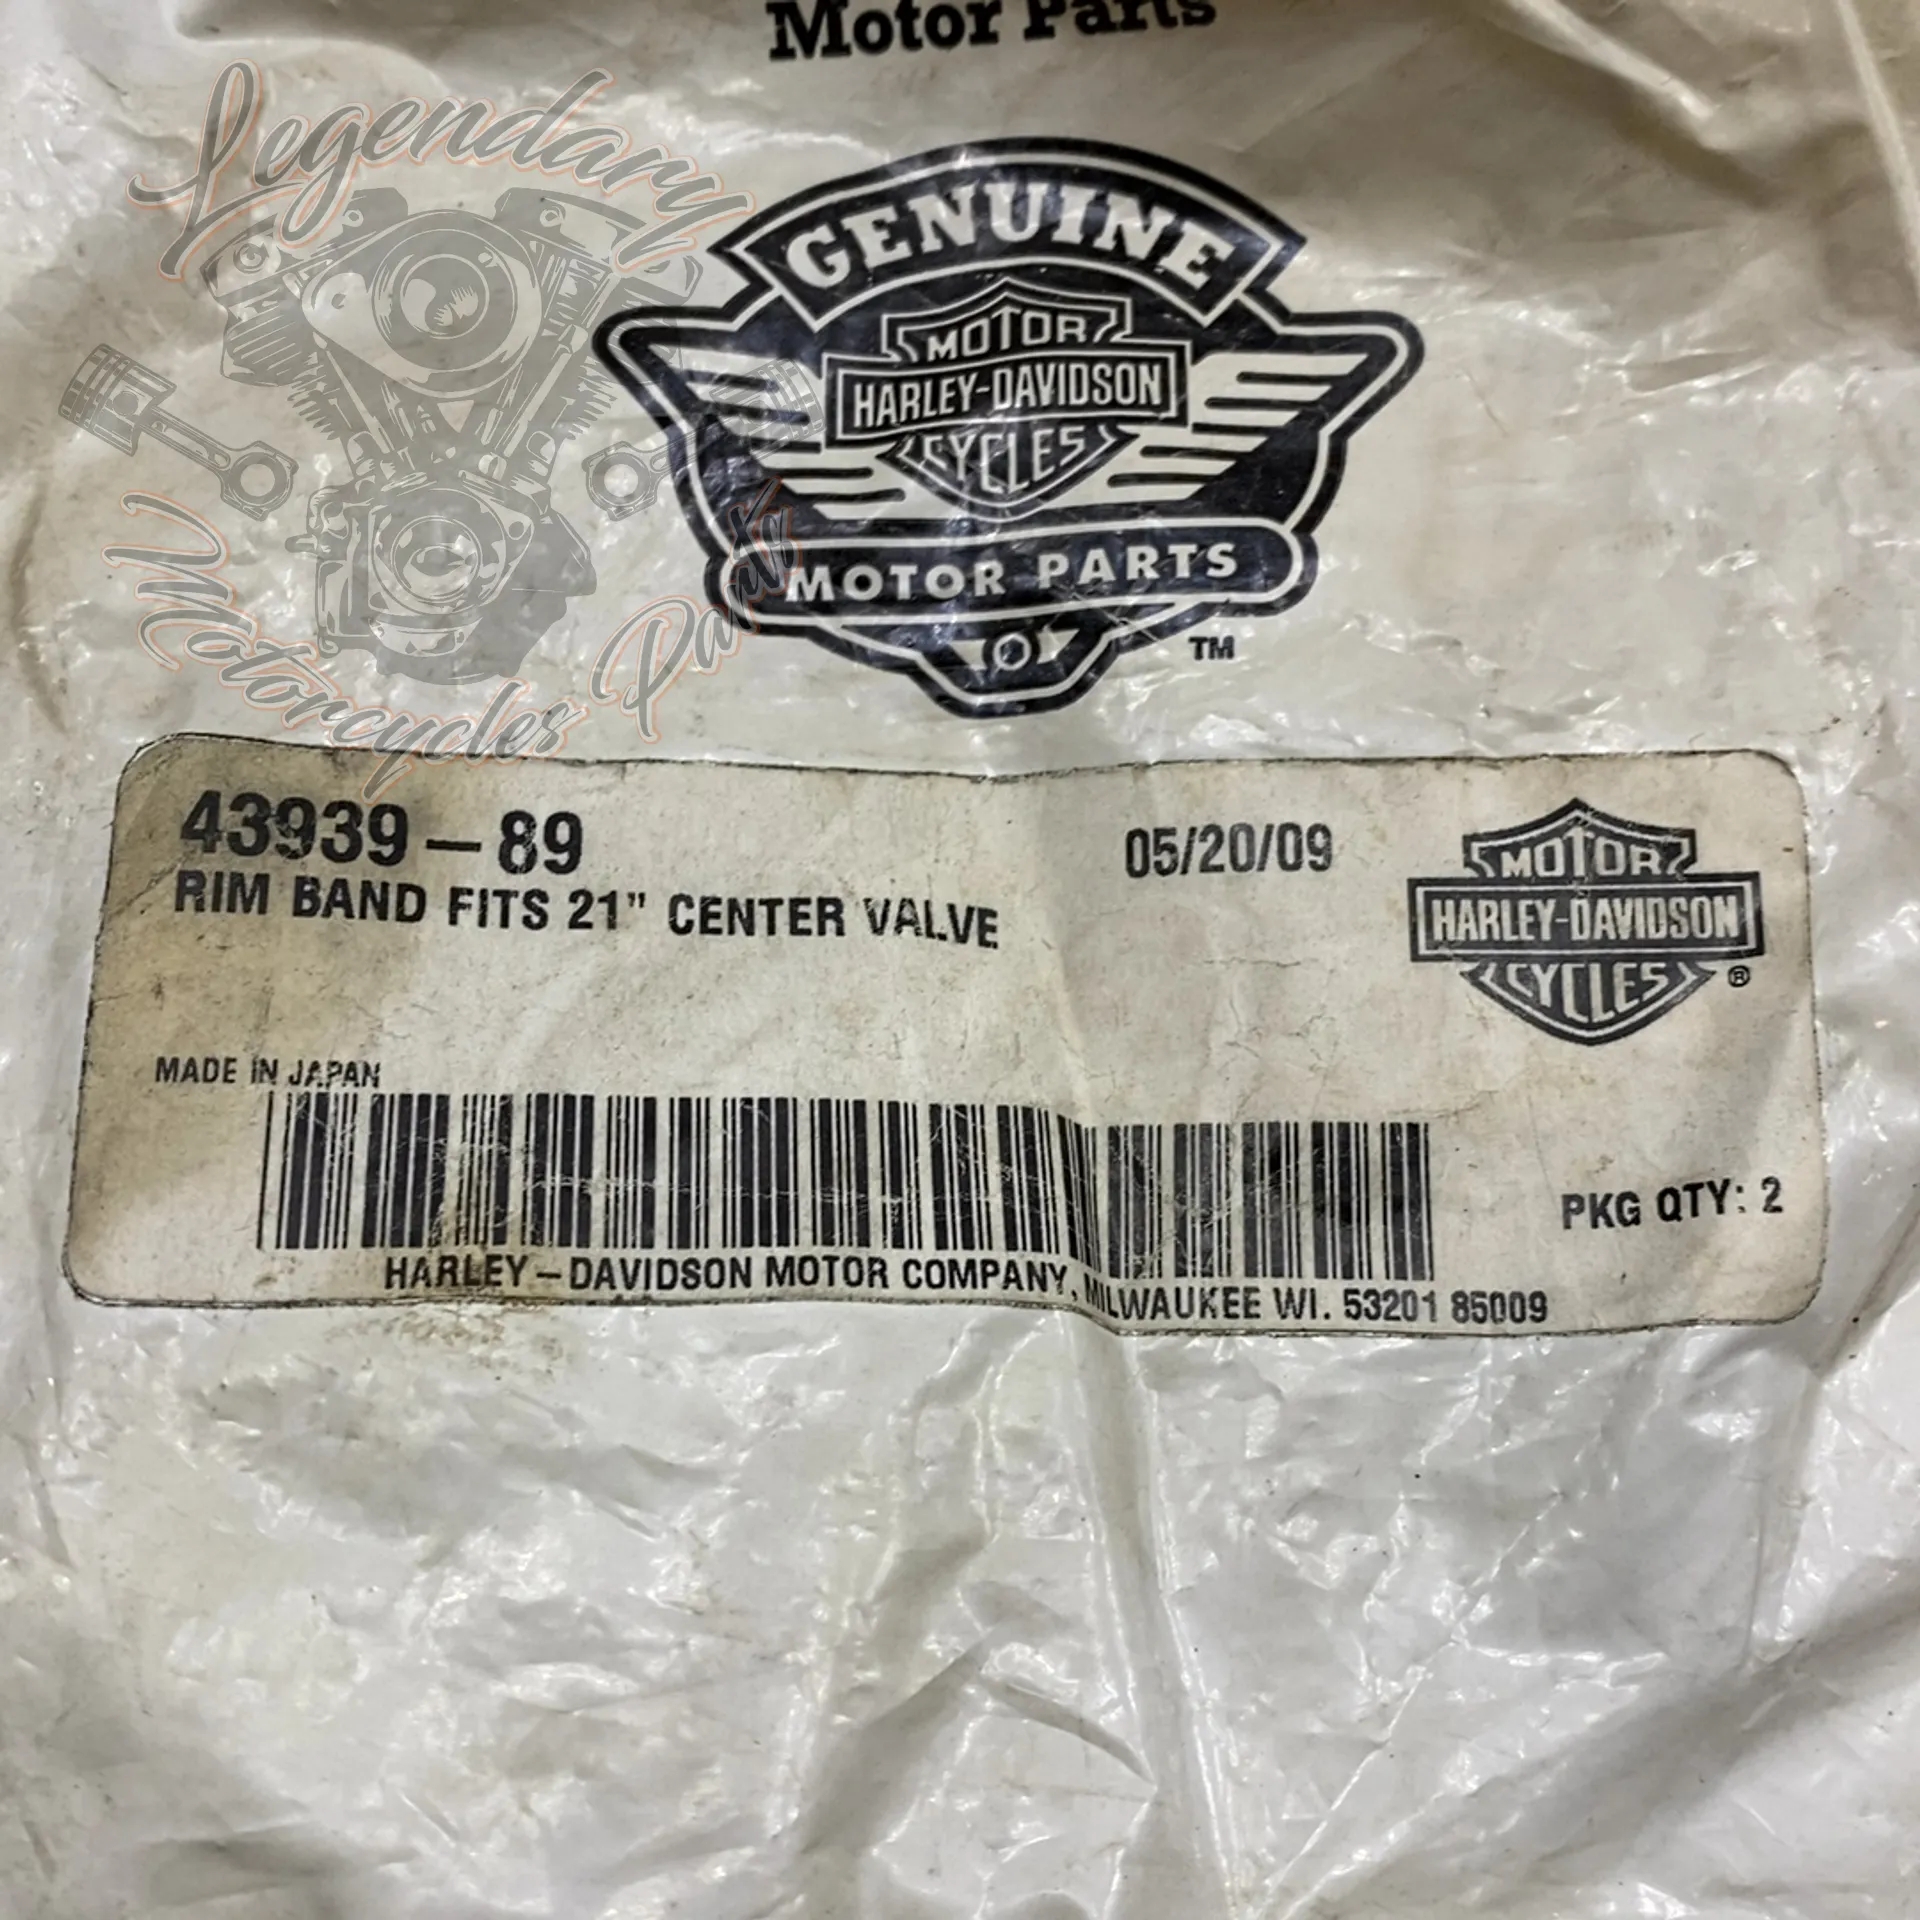 Motor Parts
Legendary
Motorcycles Parts
GENUINE
MOTOR
HARLEY-DAVIDSON
CYCLES
MOTOR PARTS
TM
43939-89
05/20/09
RIM BAND FITS 21" CENTER VALVE
MOTOR
HARLEY-DAVIDSON
CYCLES
®
MADE IN JAPAN
PKG QTY: 2
HARLEY-DAVIDSON MOTOR COMPANY, MILWAUKEE WI. 53201 85009